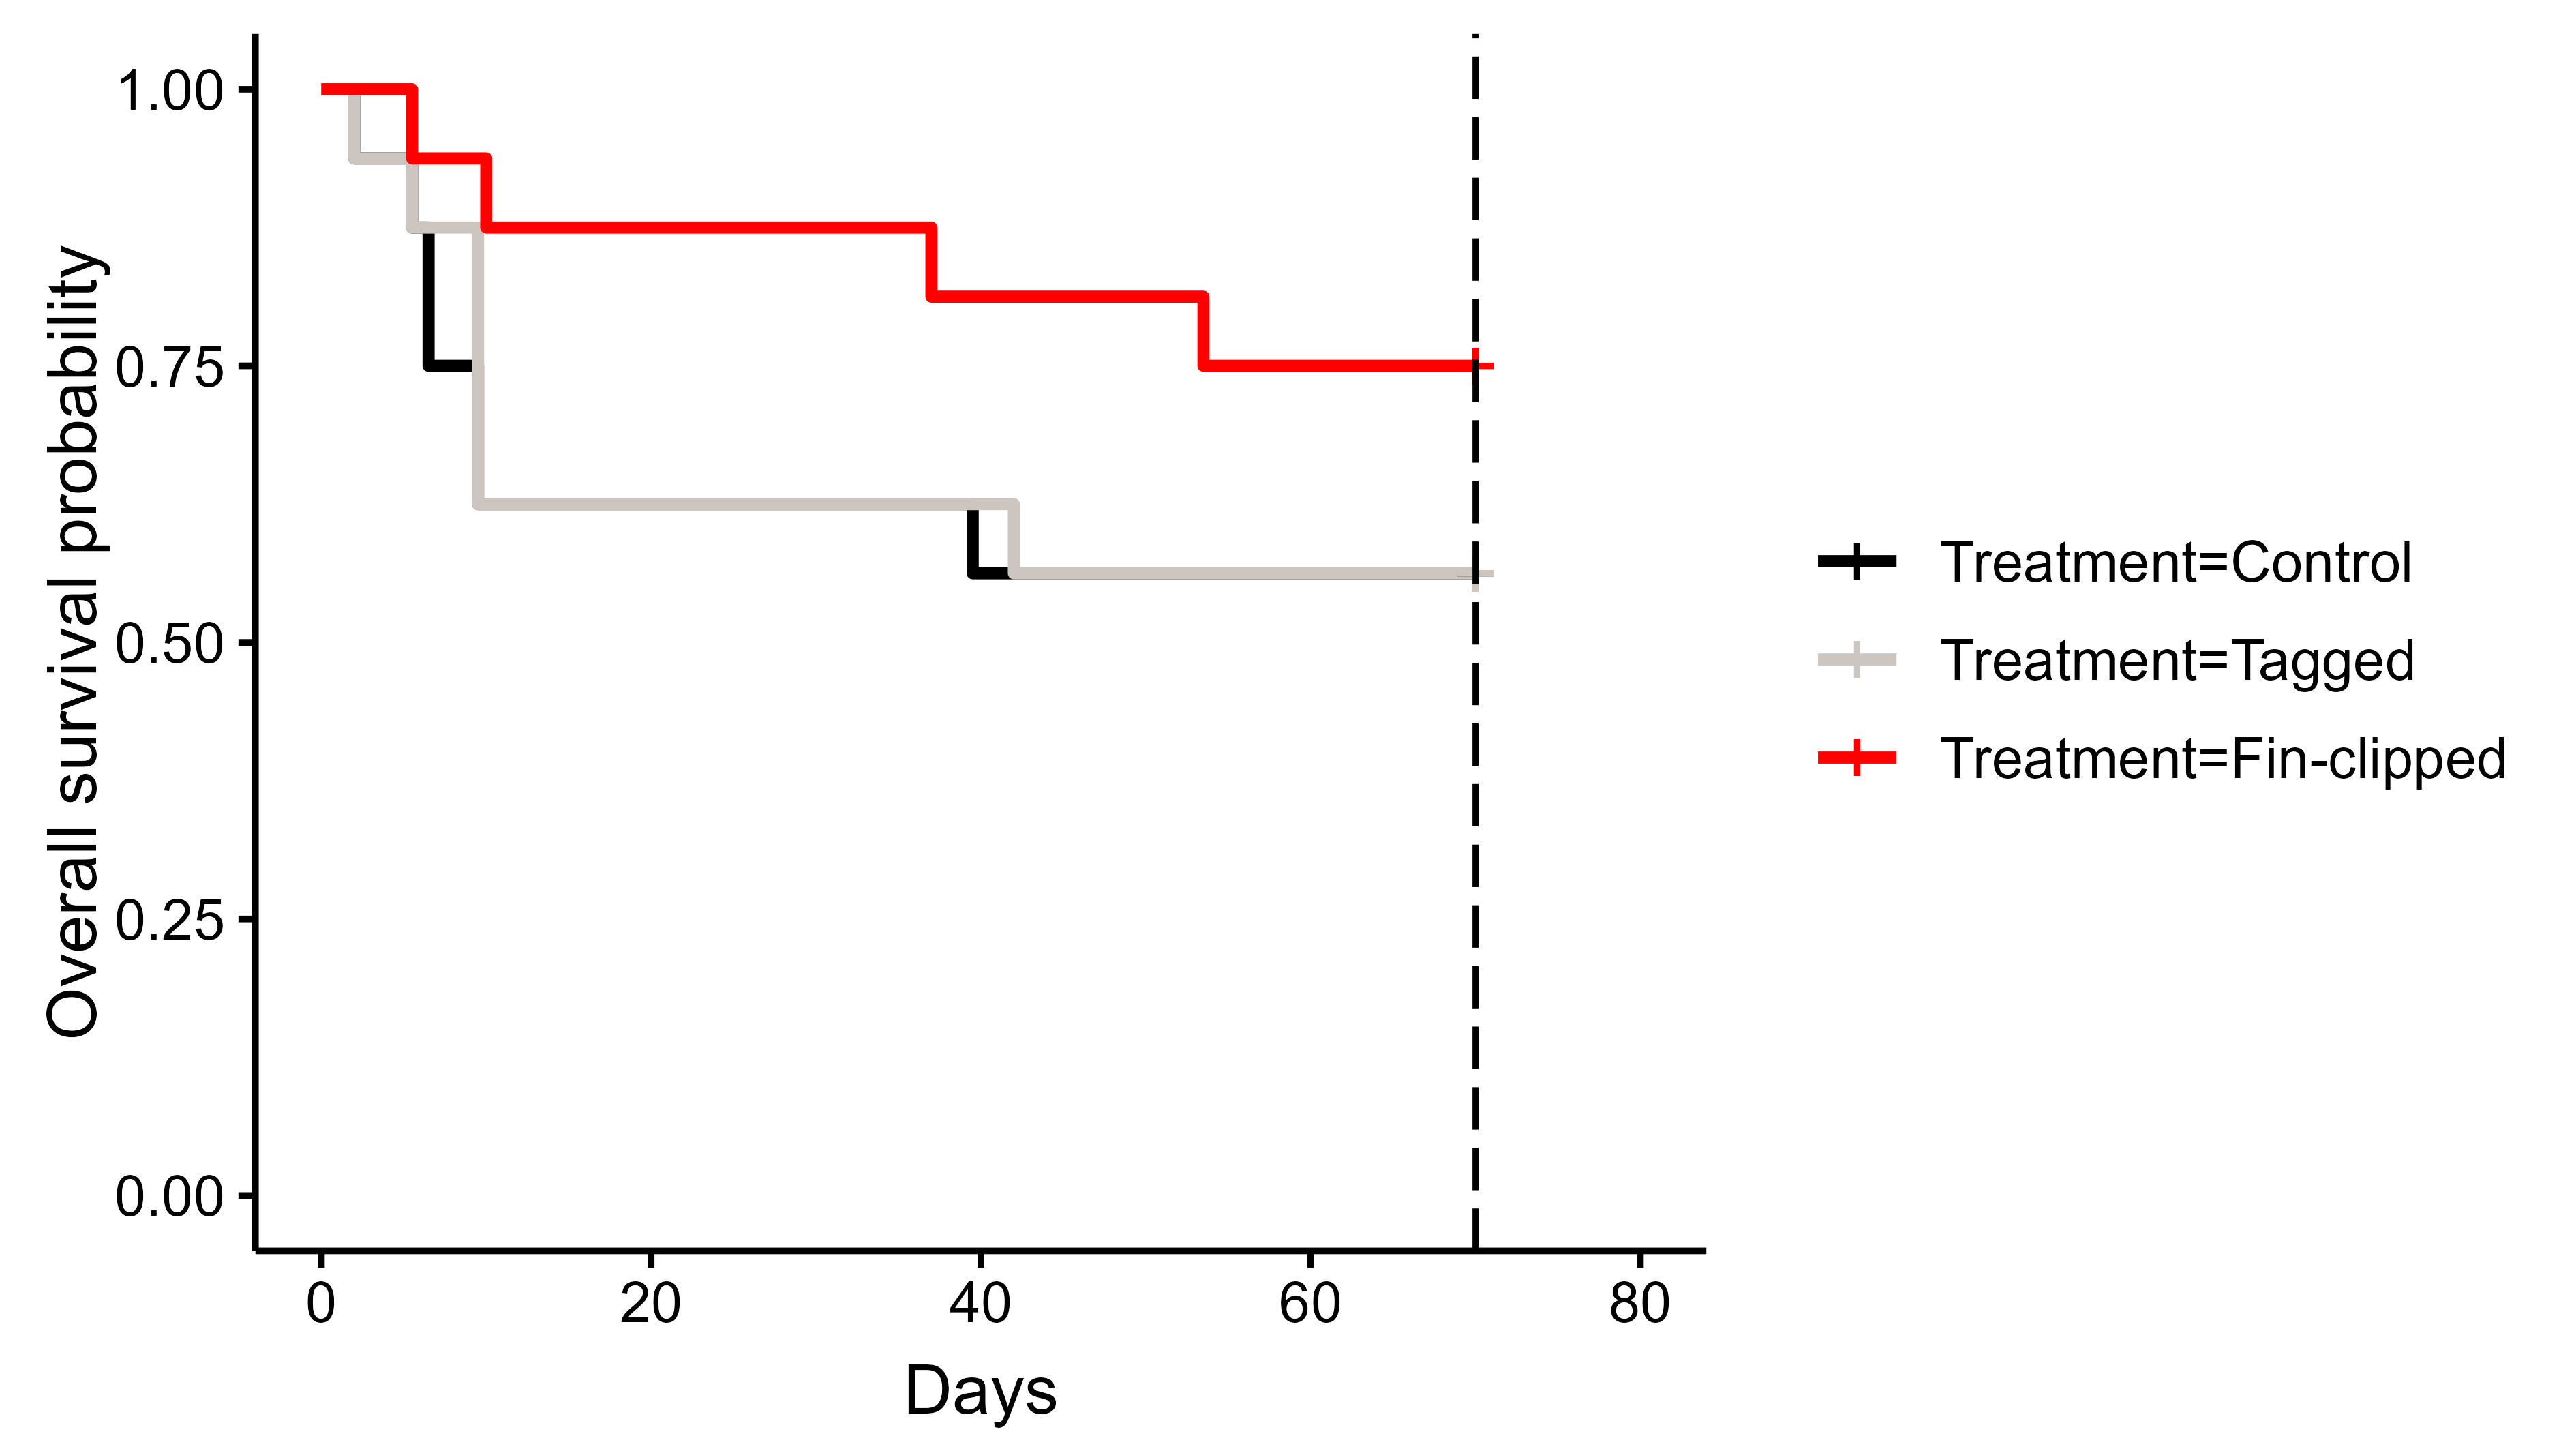 Overall survival probability
1.00
0.75
0.50
0.25
0.00
0 20 40 60 80
Days
Treatment=Control
Treatment=Tagged
Treatment=Fin-clipped